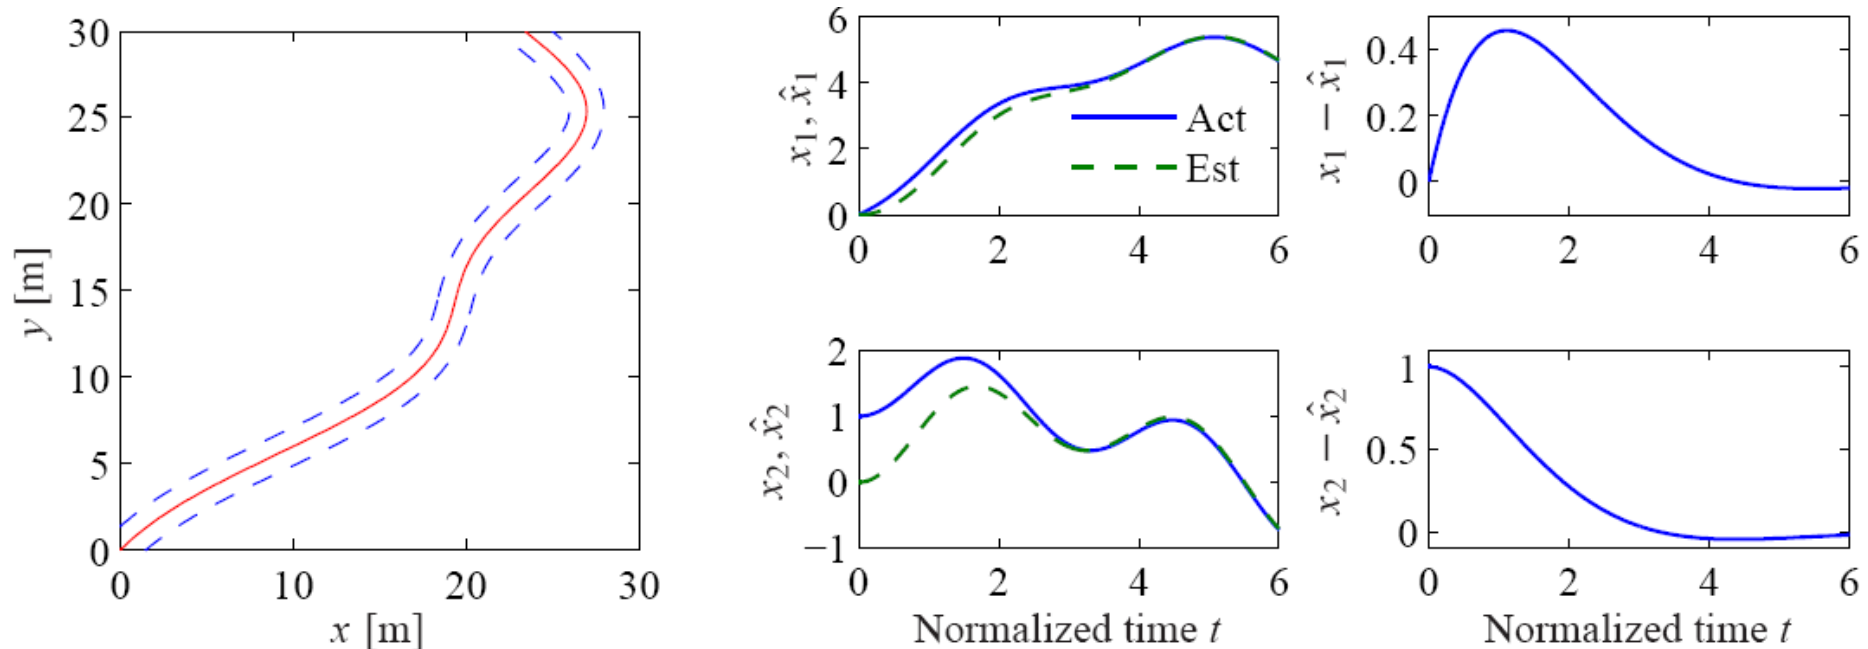 30
25
20
15
10
5
0
y [m]
0 10 20 30
x [m]
6
4
2
0
x₁, x̂₁
Act
Est
0 2 4 6
0.4
0.2
0
x₁ − x̂₁
0 2 4 6
2
1
0
−1
x₂, x̂₂
0 2 4 6
Normalized time t
1
0.5
0
x₂ − x̂₂
0 2 4 6
Normalized time t